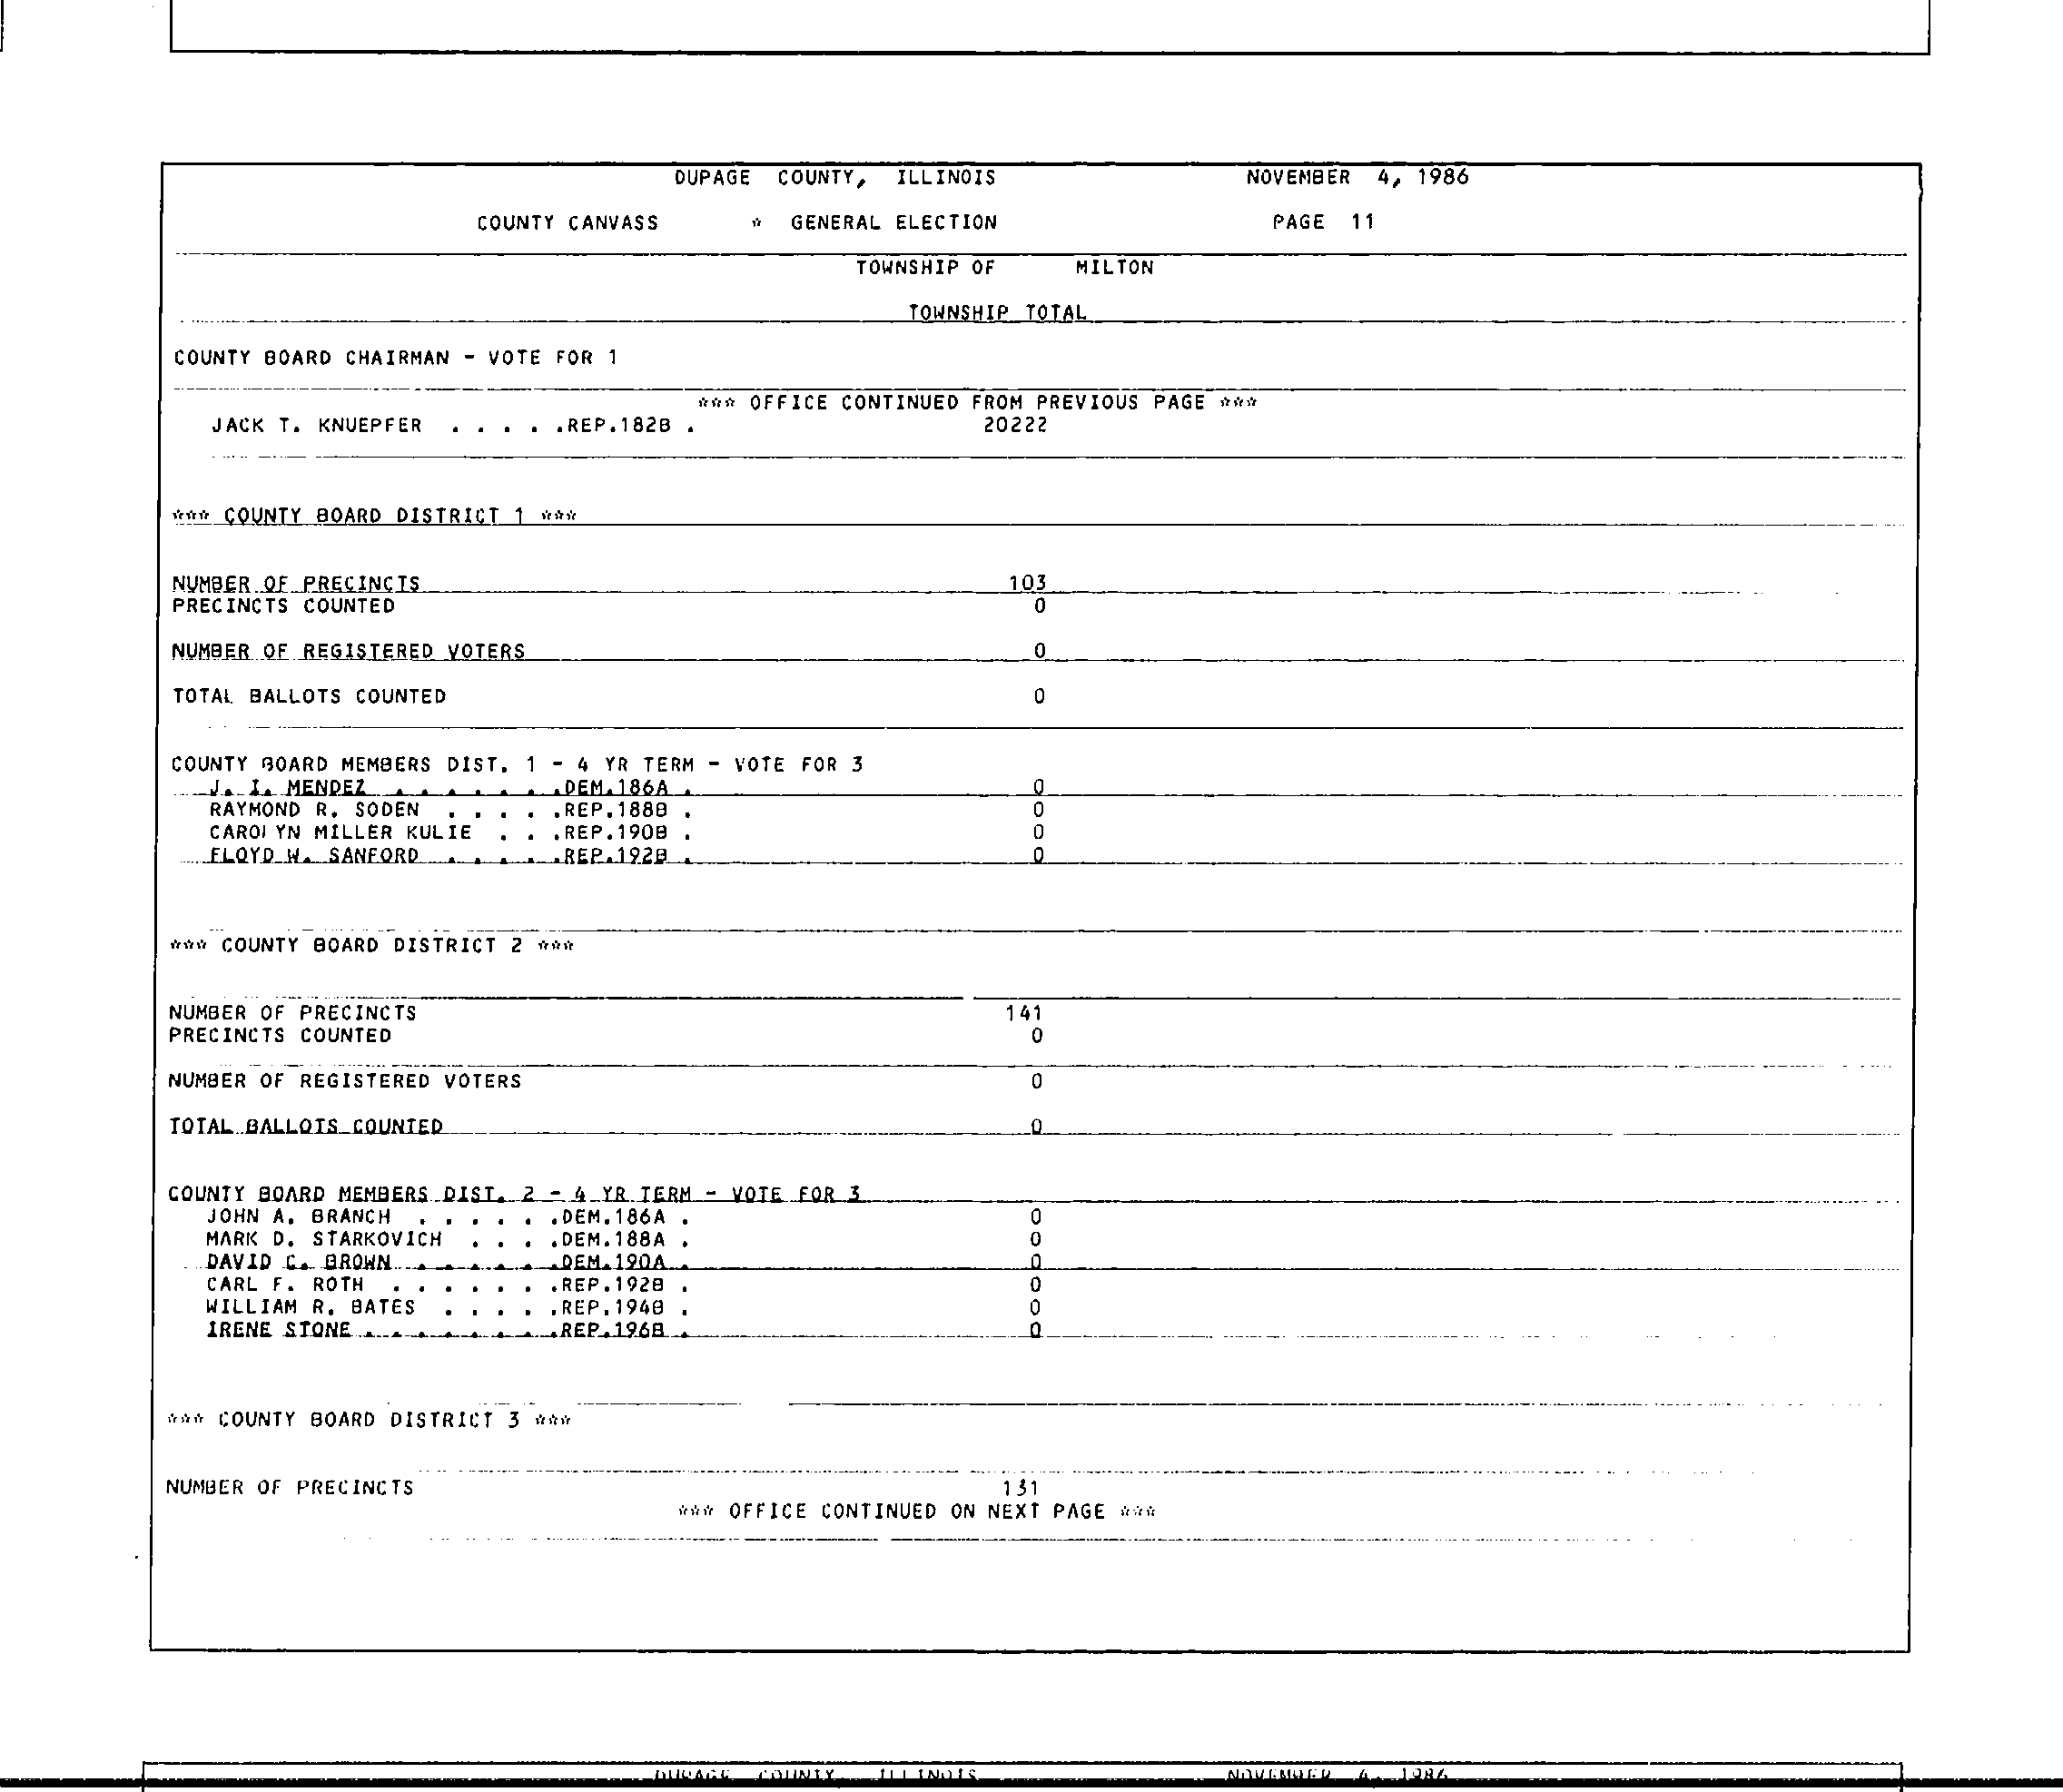 DUPAGE COUNTY, ILLINOIS NOVEMBER 4, 1986
COUNTY CANVASS * GENERAL ELECTION PAGE 11
TOWNSHIP OF MILTON
TOWNSHIP TOTAL
COUNTY BOARD CHAIRMAN - VOTE FOR 1
*** OFFICE CONTINUED FROM PREVIOUS PAGE ***
JACK T. KNUEPFER . . . . .REP.182B . 20222
*** COUNTY BOARD DISTRICT 1 ***
NUMBER OF PRECINCTS 103
PRECINCTS COUNTED 0
NUMBER OF REGISTERED VOTERS 0
TOTAL BALLOTS COUNTED 0
COUNTY BOARD MEMBERS DIST. 1 - 4 YR TERM - VOTE FOR 3
J. I. MENDEZ . . . . . . .DEM.186A . 0
RAYMOND R. SODEN . . . . .REP.188B . 0
CAROLYN MILLER KULIE . . .REP.190B . 0
FLOYD W. SANFORD . . . . .REP.192B . 0
*** COUNTY BOARD DISTRICT 2 ***
NUMBER OF PRECINCTS 141
PRECINCTS COUNTED 0
NUMBER OF REGISTERED VOTERS 0
TOTAL BALLOTS COUNTED 0
COUNTY BOARD MEMBERS DIST. 2 - 4 YR TERM - VOTE FOR 3
JOHN A. BRANCH . . . . . .DEM.186A . 0
MARK D. STARKOVICH . . . .DEM.188A . 0
DAVID C. BROWN . . . . . .DEM.190A . 0
CARL F. ROTH . . . . . . .REP.192B . 0
WILLIAM R. BATES . . . . .REP.194B . 0
IRENE STONE . . . . . . . .REP.196B . 0
*** COUNTY BOARD DISTRICT 3 ***
NUMBER OF PRECINCTS 131
*** OFFICE CONTINUED ON NEXT PAGE ***
DUPAGE COUNTY, ILLINOIS NOVEMBER 4, 1986